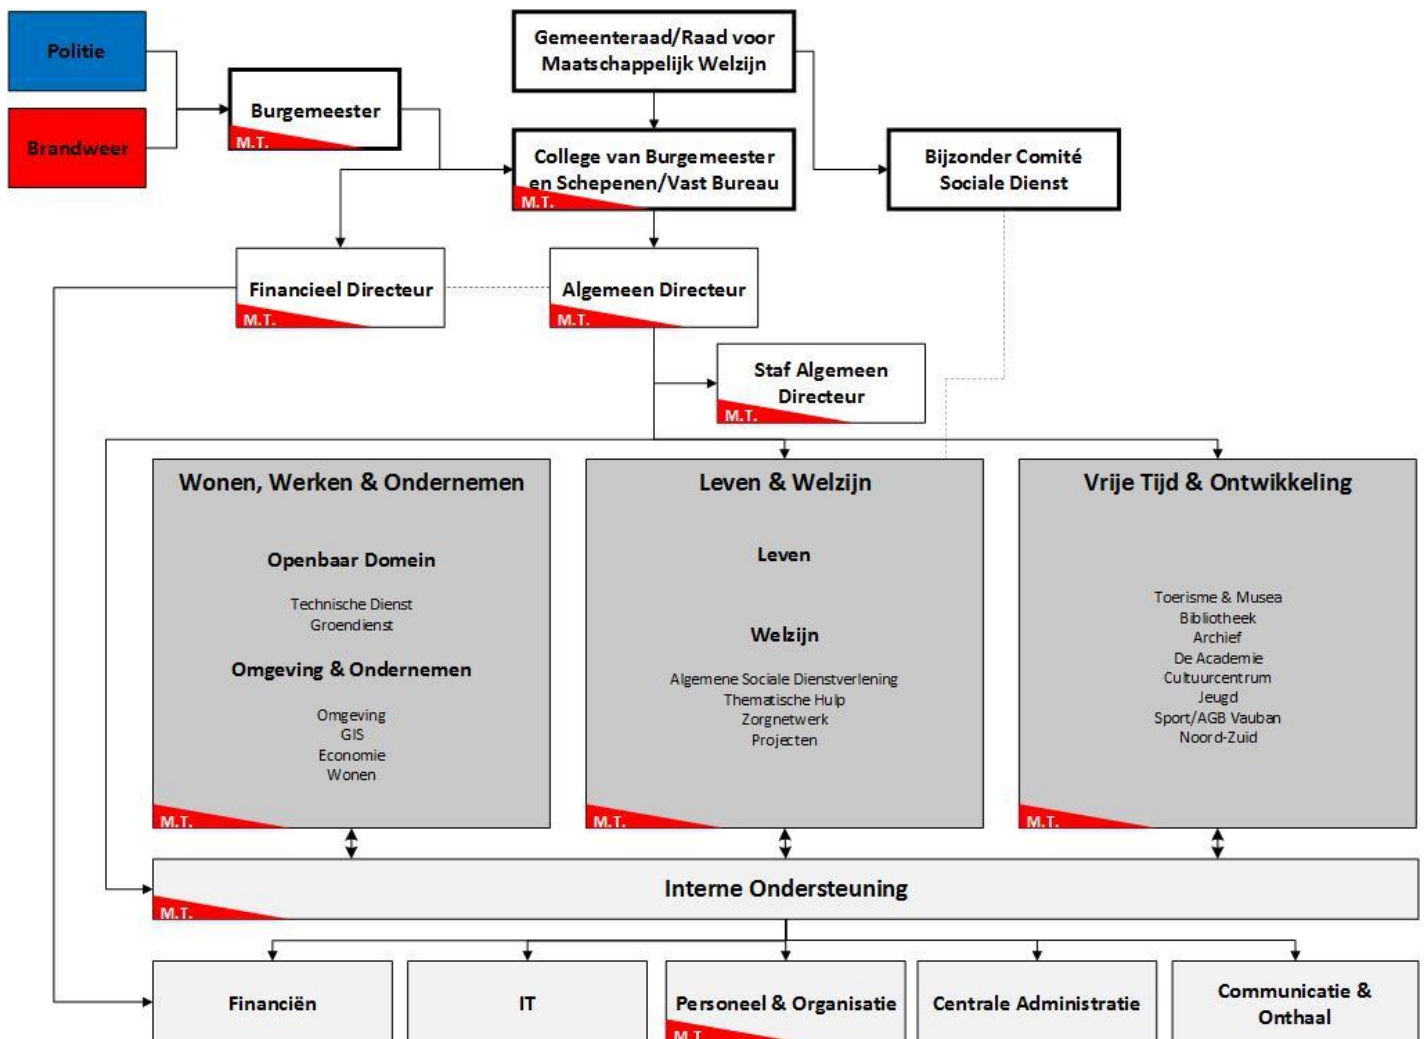 Politie
Brandweer
Burgemeester
M.T.
Gemeenteraad/Raad voor
Maatschappelijk Welzijn
College van Burgemeester
en Schepenen/Vast Bureau
M.T.
Bijzonder Comité
Sociale Dienst
Financieel Directeur
M.T.
Algemeen Directeur
M.T.
Staf Algemeen
Directeur
M.T.
Wonen, Werken & Ondernemen
Openbaar Domein
Technische Dienst
Groendienst
Omgeving & Ondernemen
Omgeving
GIS
Economie
Wonen
M.T.
Leven & Welzijn
Leven
Welzijn
Algemene Sociale Dienstverlening
Thematische Hulp
Zorgnetwerk
Projecten
M.T.
Vrije Tijd & Ontwikkeling
Toerisme & Musea
Bibliotheek
Archief
De Academie
Cultuurcentrum
Jeugd
Sport/AGB Vauban
Noord-Zuid
M.T.
Interne Ondersteuning
M.T.
Financiën
IT
Personeel & Organisatie
M.T.
Centrale Administratie
Communicatie &
Onthaal